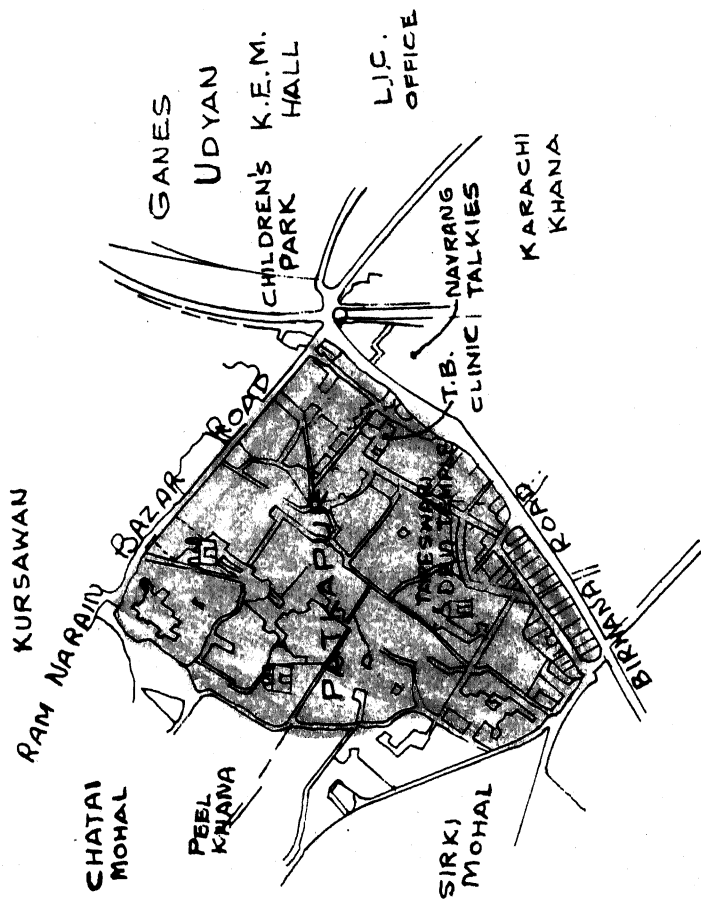 KURSAWAN
RAM NARAIN BAZAR ROAD
GANES
UDYAN
CHILDREN'S
PARK
K.E.M.
HALL
L.I.C.
OFFICE
CHATAI
MOHAL
PEEL
KHANA
PATKAPUR
T.B.
CLINIC
NAVRANG
TALKIES
KARACHI
KHANA
SIRKI
MOHAL
BIRHANA ROAD